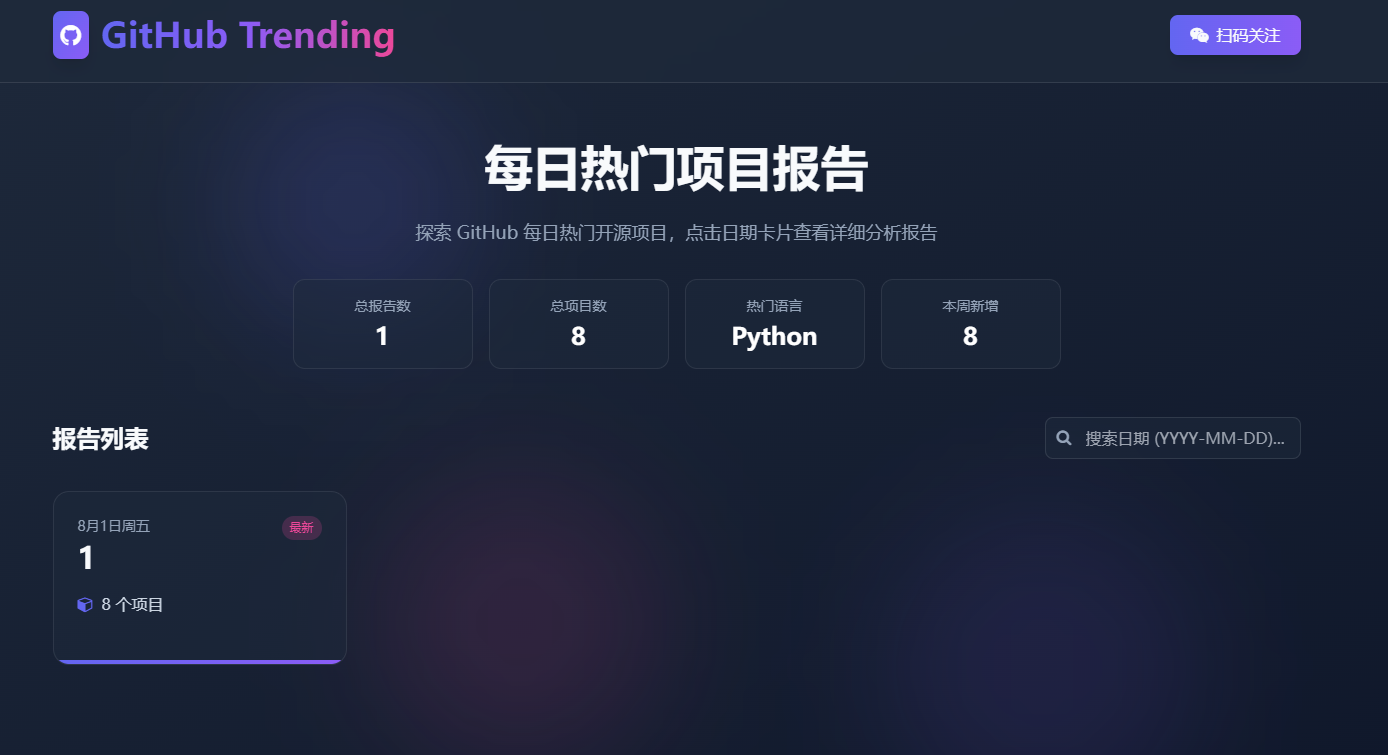 GitHub Trending
扫码关注
每日热门项目报告
探索 GitHub 每日热门开源项目，点击日期卡片查看详细分析报告
总报告数
1
总项目数
8
热门语言
Python
本周新增
8
报告列表
搜索日期 (YYYY-MM-DD)...
8月1日周五
最新
1
8 个项目